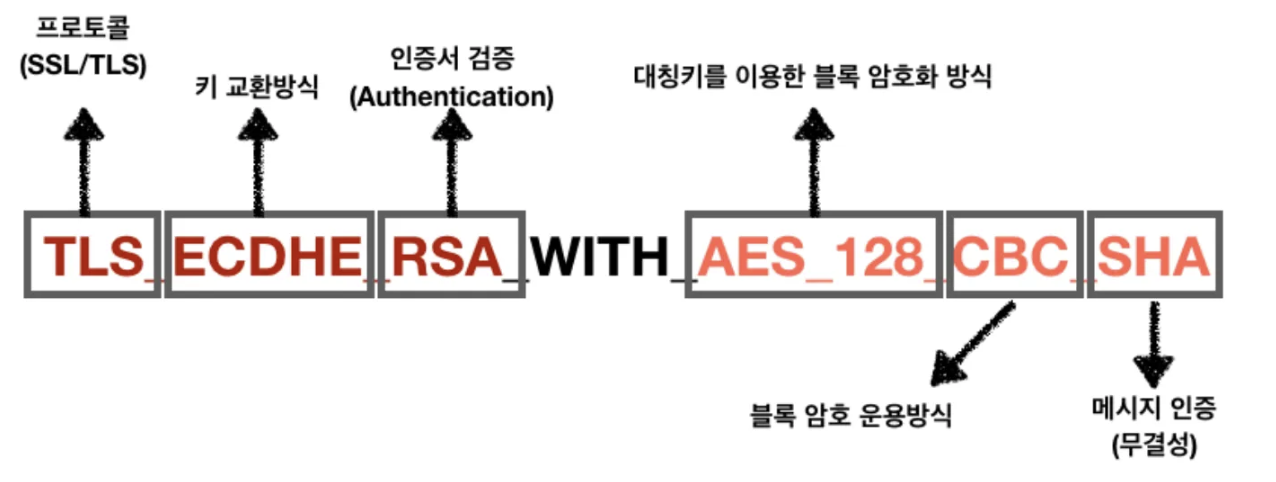 프로토콜
(SSL/TLS)
키 교환방식
인증서 검증
(Authentication)
대칭키를 이용한 블록 암호화 방식
TLS_ECDHE_RSA_WITH_AES_128_CBC_SHA
블록 암호 운용방식
메시지 인증
(무결성)